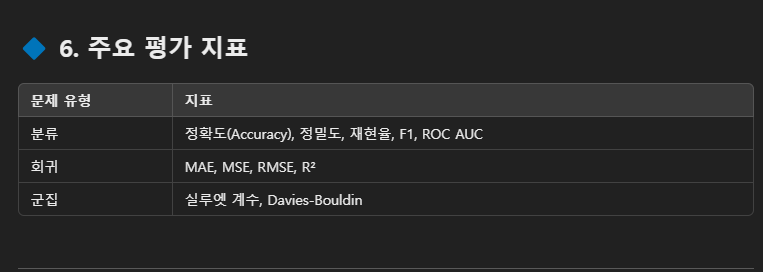 6. 주요 평가 지표
문제 유형 지표
분류 정확도(Accuracy), 정밀도, 재현율, F1, ROC AUC
회귀 MAE, MSE, RMSE, R²
군집 실루엣 계수, Davies-Bouldin